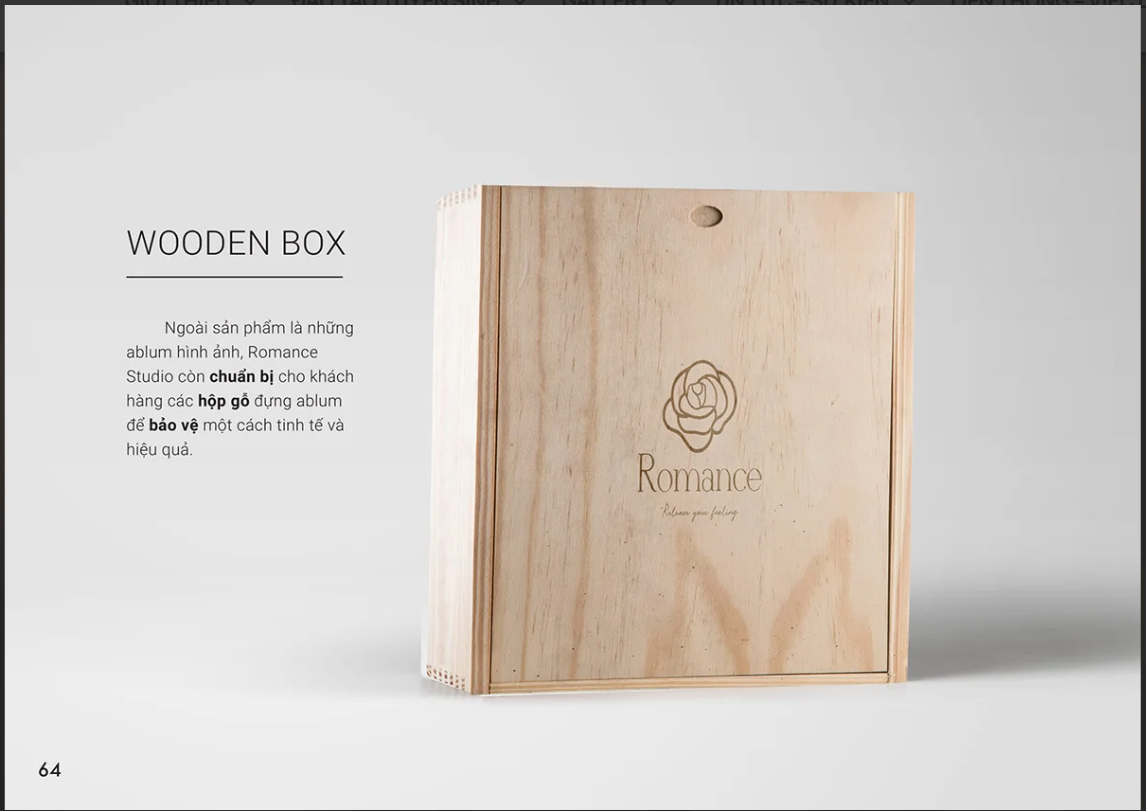 WOODEN BOX
Ngoài sản phẩm là những
ablum hình ảnh, Romance
Studio còn chuẩn bị cho khách
hàng các hộp gỗ đựng ablum
để bảo vệ một cách tinh tế và
hiệu quả.
Romance
"Release you feeling
64